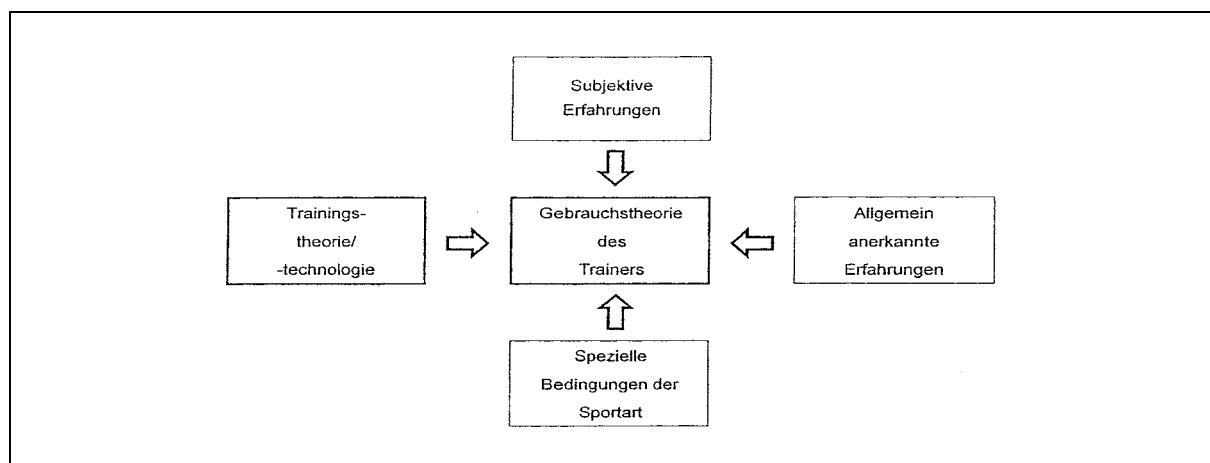 Subjektive
Erfahrungen
Trainings-
theorie/
-technologie
Gebrauchstheorie
des
Trainers
Allgemein
anerkannte
Erfahrungen
Spezielle
Bedingungen der
Sportart